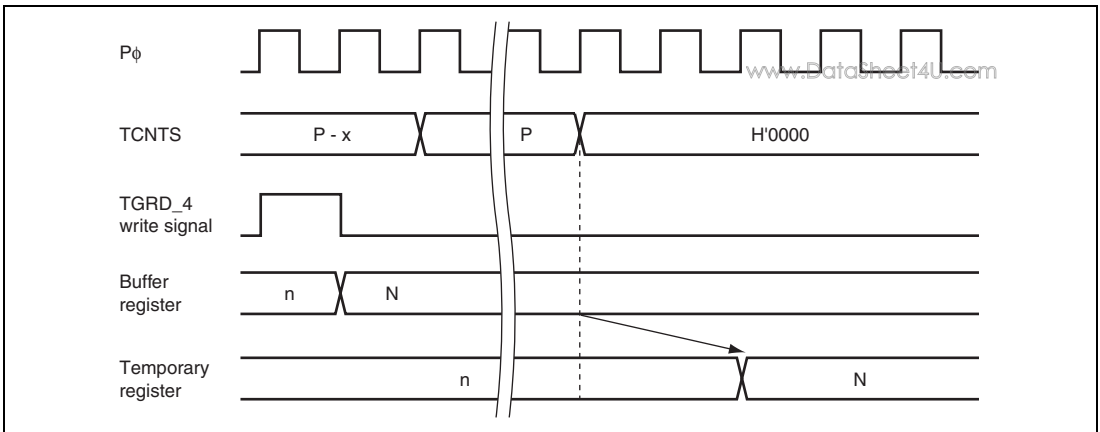 Pϕ
www.DataSheet4U.com
TCNTS
P - x
P
H'0000
TGRD_4
write signal
Buffer
register
n
N
Temporary
register
n
N